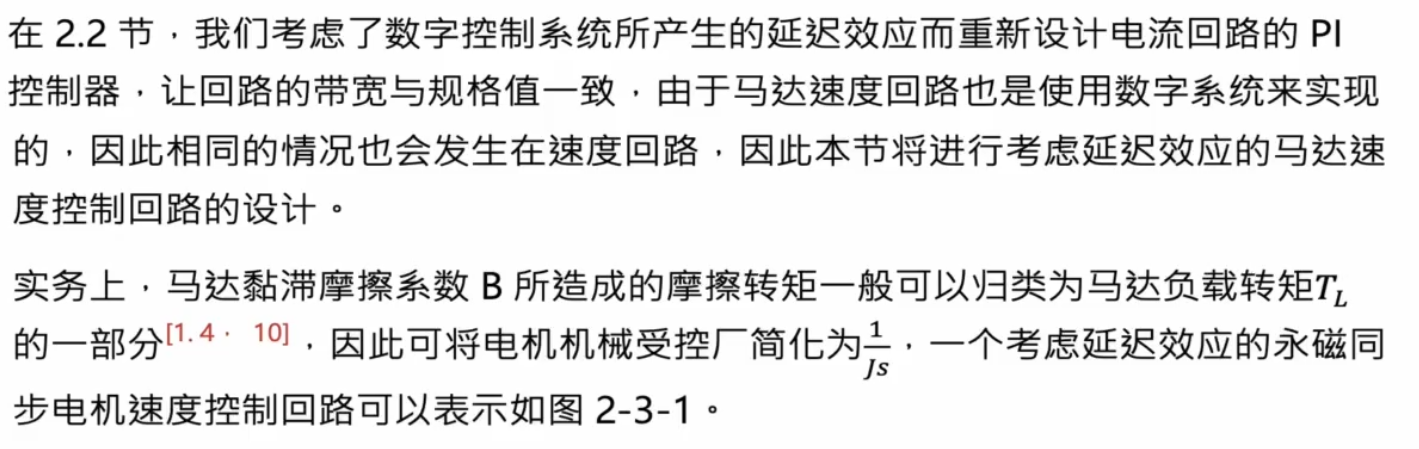 在 2.2 节，我们考虑了数字控制系统所产生的延迟效应而重新设计电流回路的 PI
控制器，让回路的带宽与规格值一致，由于马达速度回路也是使用数字系统来实现
的，因此相同的情况也会发生在速度回路，因此本节将进行考虑延迟效应的马达速
度控制回路的设计。
实务上，马达黏滞摩擦系数 B 所造成的摩擦转矩一般可以归类为马达负载转矩$T_L$
的一部分[1.4， 10]，因此可将电机机械受控厂简化为$\frac{1}{Js}$，一个考虑延迟效应的永磁同
步电机速度控制回路可以表示如图 2-3-1。